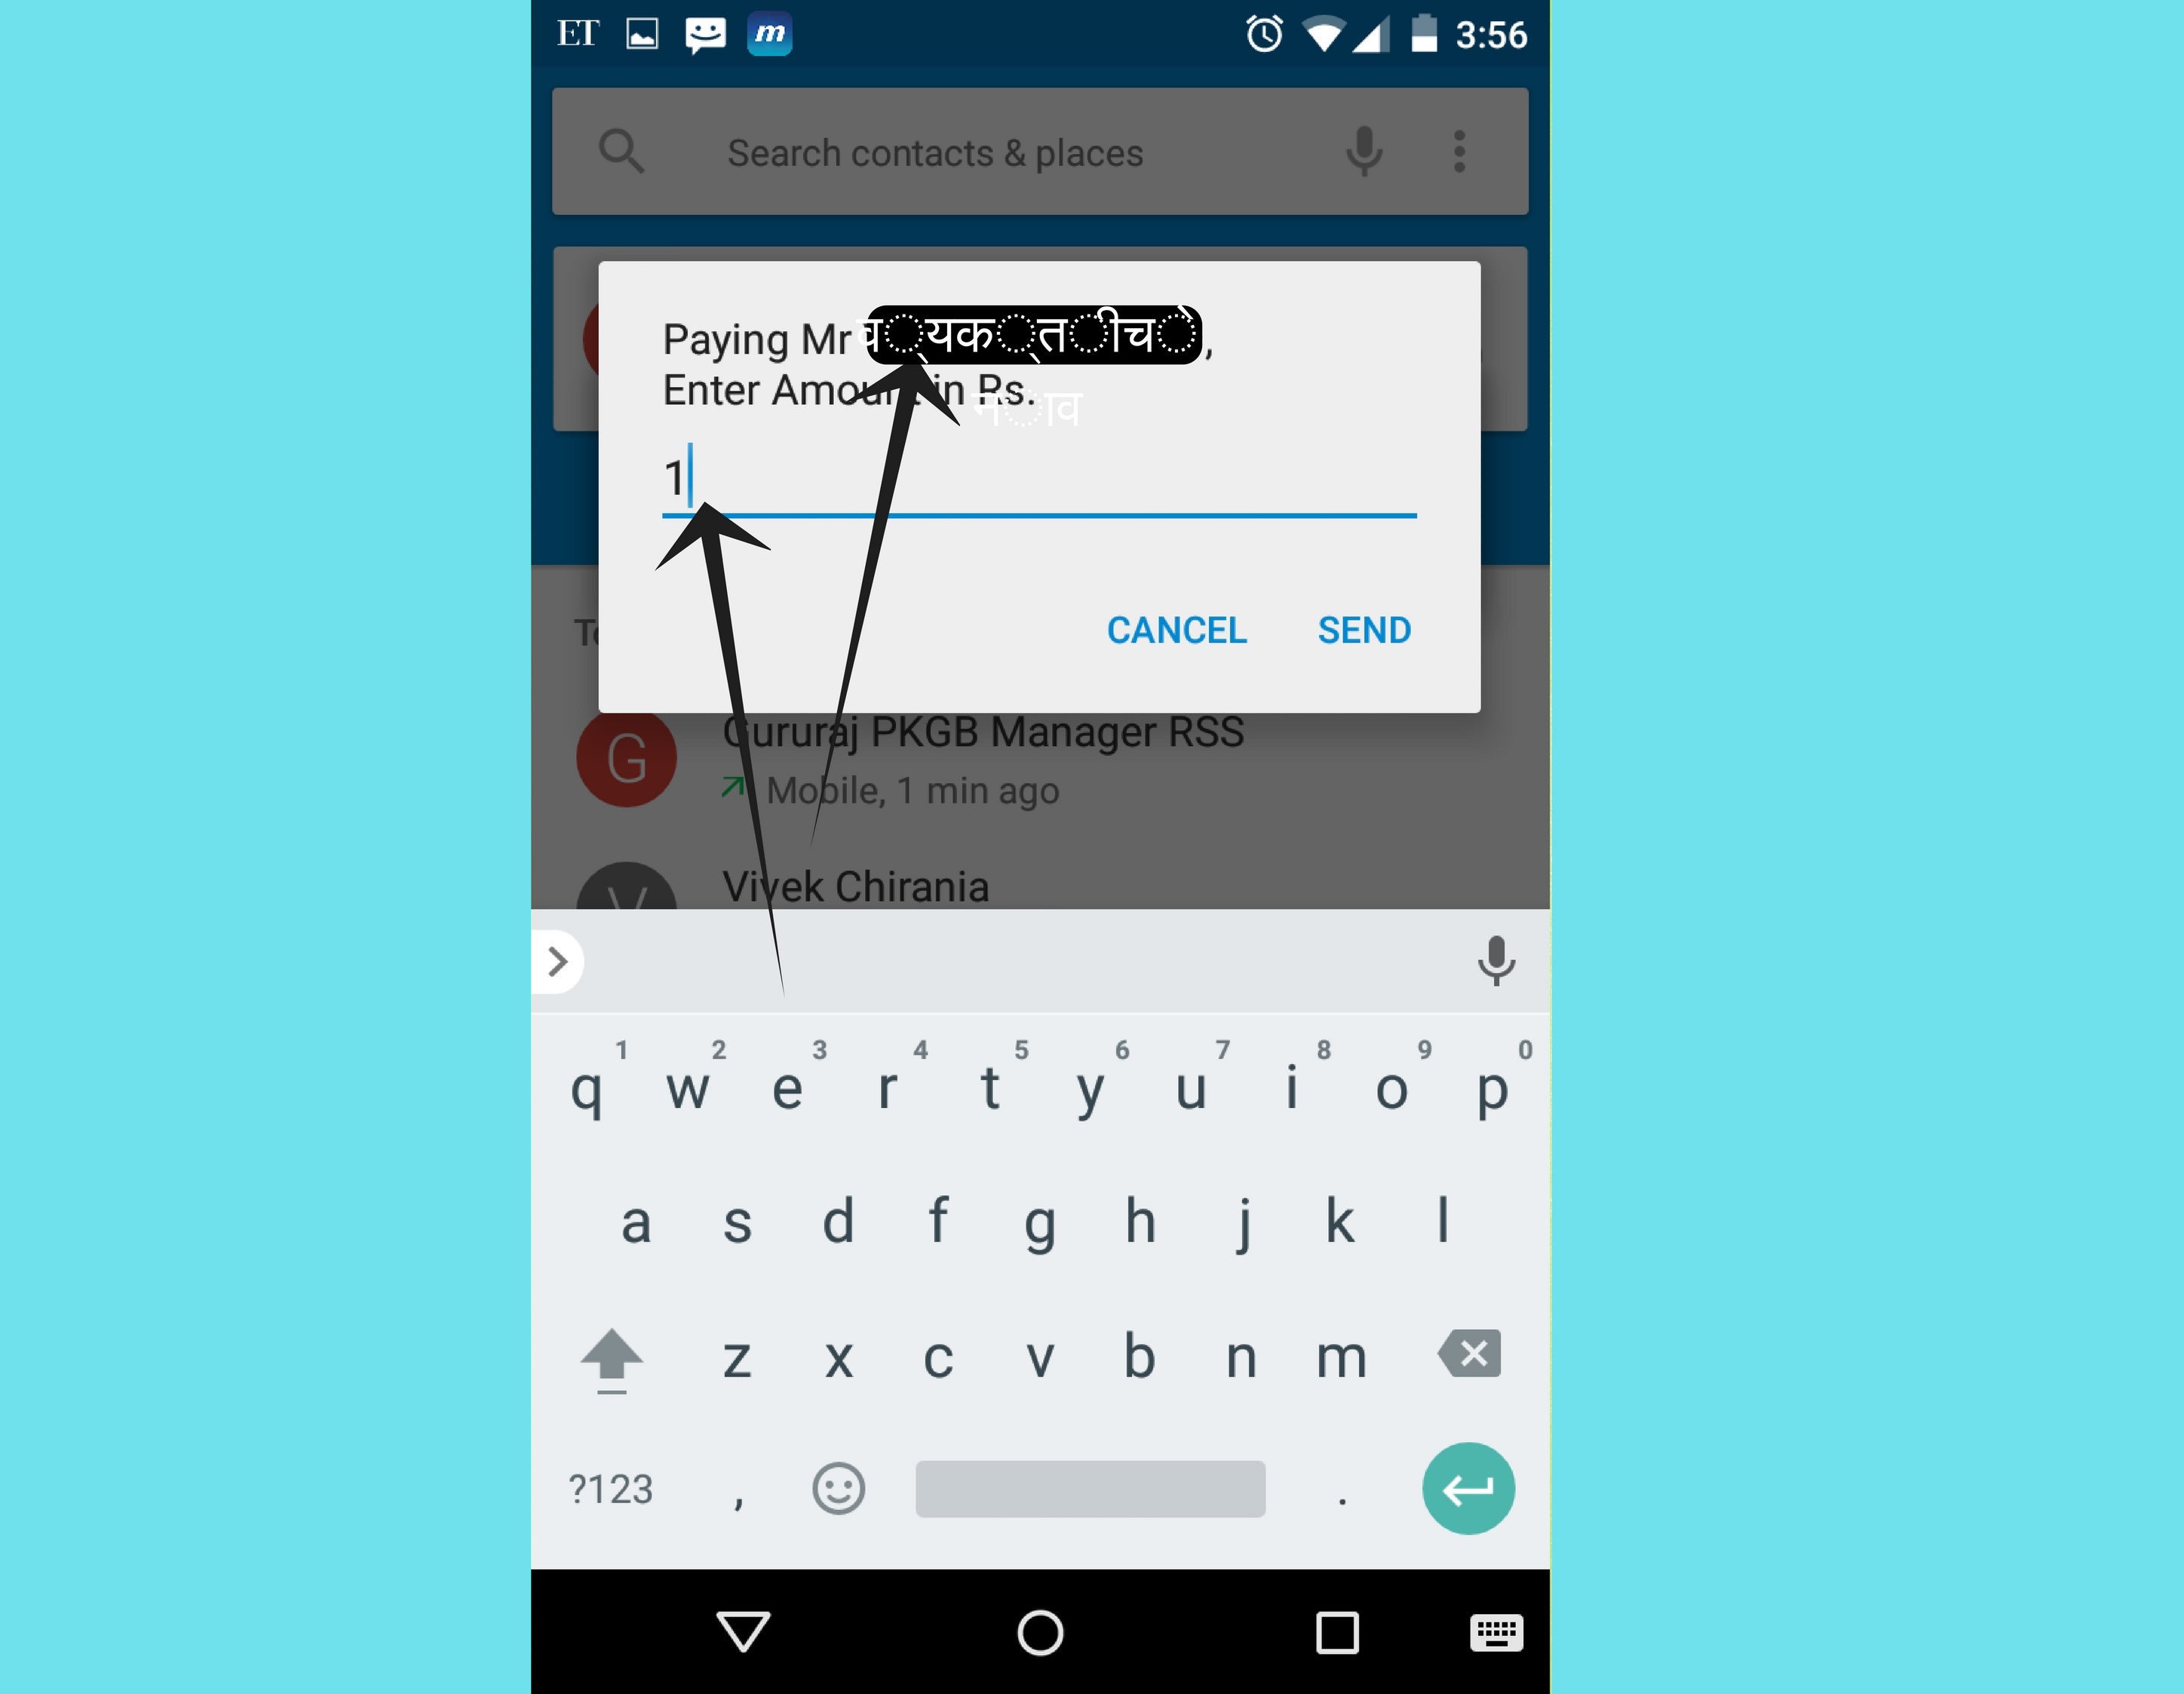 ET m 3:56
Search contacts & places
Paying Mr व्यक्तीचे,
नाव
Enter Amount in Rs.
1
CANCEL SEND
G Gururaj PKGB Manager RSS
Mobile, 1 min ago
V Vivek Chirania
1 2 3 4 5 6 7 8 9 0
q w e r t y u i o p
a s d f g h j k l
z x c v b n m
?123 , .